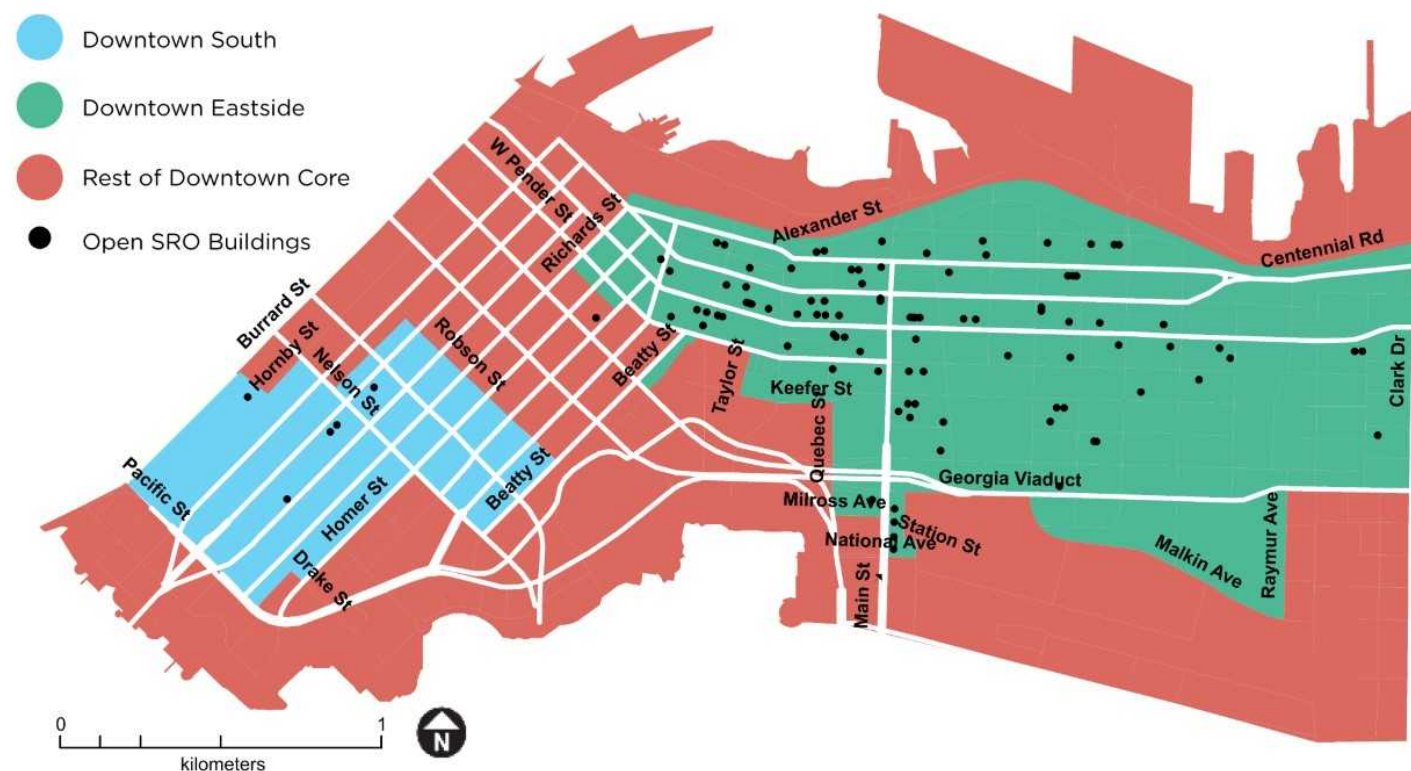 Downtown South
Downtown Eastside
Rest of Downtown Core
Open SRO Buildings
W Pender St
Richards St
Alexander St
Centennial Rd
Burrard St
Hornby St
Nelson St
Robson St
Beatty St
Taylor St
Keefer St
Quebec St
Clark Dr
Pacific St
Homer St
Beatty St
Drake St
Georgia Viaduct
Milross Ave
Station St
National Ave
Main St
Malkin Ave
Raymur Ave
0 1
kilometers
N